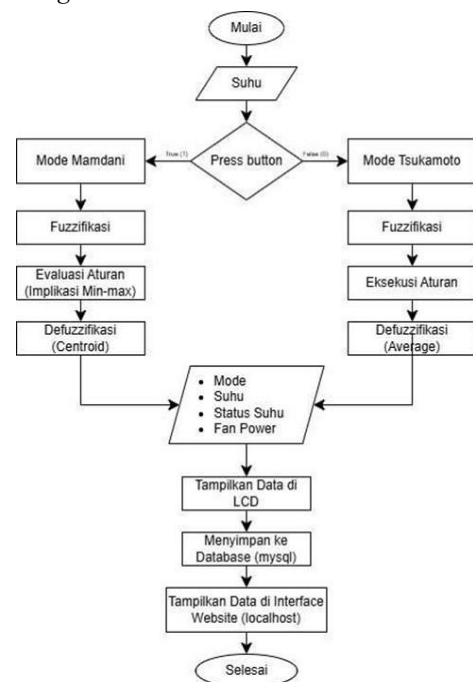 Mulai
Suhu
Press button
True (1)
False (0)
Mode Mamdani
Mode Tsukamoto
Fuzzifikasi
Fuzzifikasi
Evaluasi Aturan
(Implikasi Min-max)
Eksekusi Aturan
Defuzzifikasi
(Centroid)
Defuzzifikasi
(Average)
• Mode
• Suhu
• Status Suhu
• Fan Power
Tampilkan Data di
LCD
Menyimpan ke
Database (mysql)
Tampilkan Data di Interface
Website (localhost)
Selesai